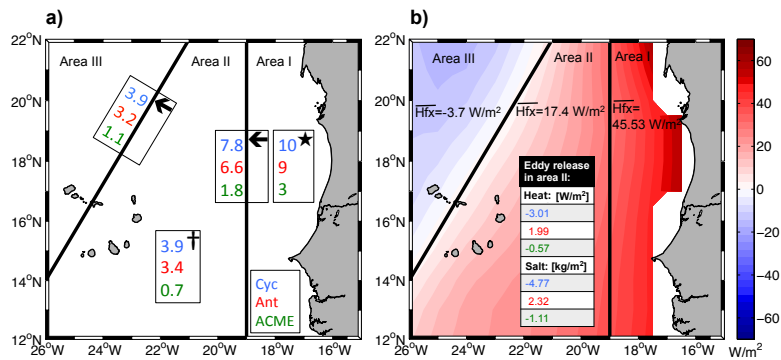 a)
22°N
20°N
18°N
16°N
14°N
12°N
26°W 24°W 22°W 20°W 18°W 16°W
Area III
Area II
Area I
3.9
3.2
1.1
7.8
6.6
1.8
10
9
3
3.9
3.4
0.7
Cyc
Ant
ACME
b)
22°N
20°N
18°N
16°N
14°N
12°N
26°W 24°W 22°W 20°W 18°W 16°W
Area III
Area II
Area I
Hfx=-3.7 W/m²
Hfx=17.4 W/m²
Hfx=
45.53 W/m²
Eddy release
in area II:
Heat: [W/m²]
-3.01
1.99
-0.57
Salt: [kg/m²]
-4.77
2.32
-1.11
60
40
20
0
−20
−40
−60
W/m²